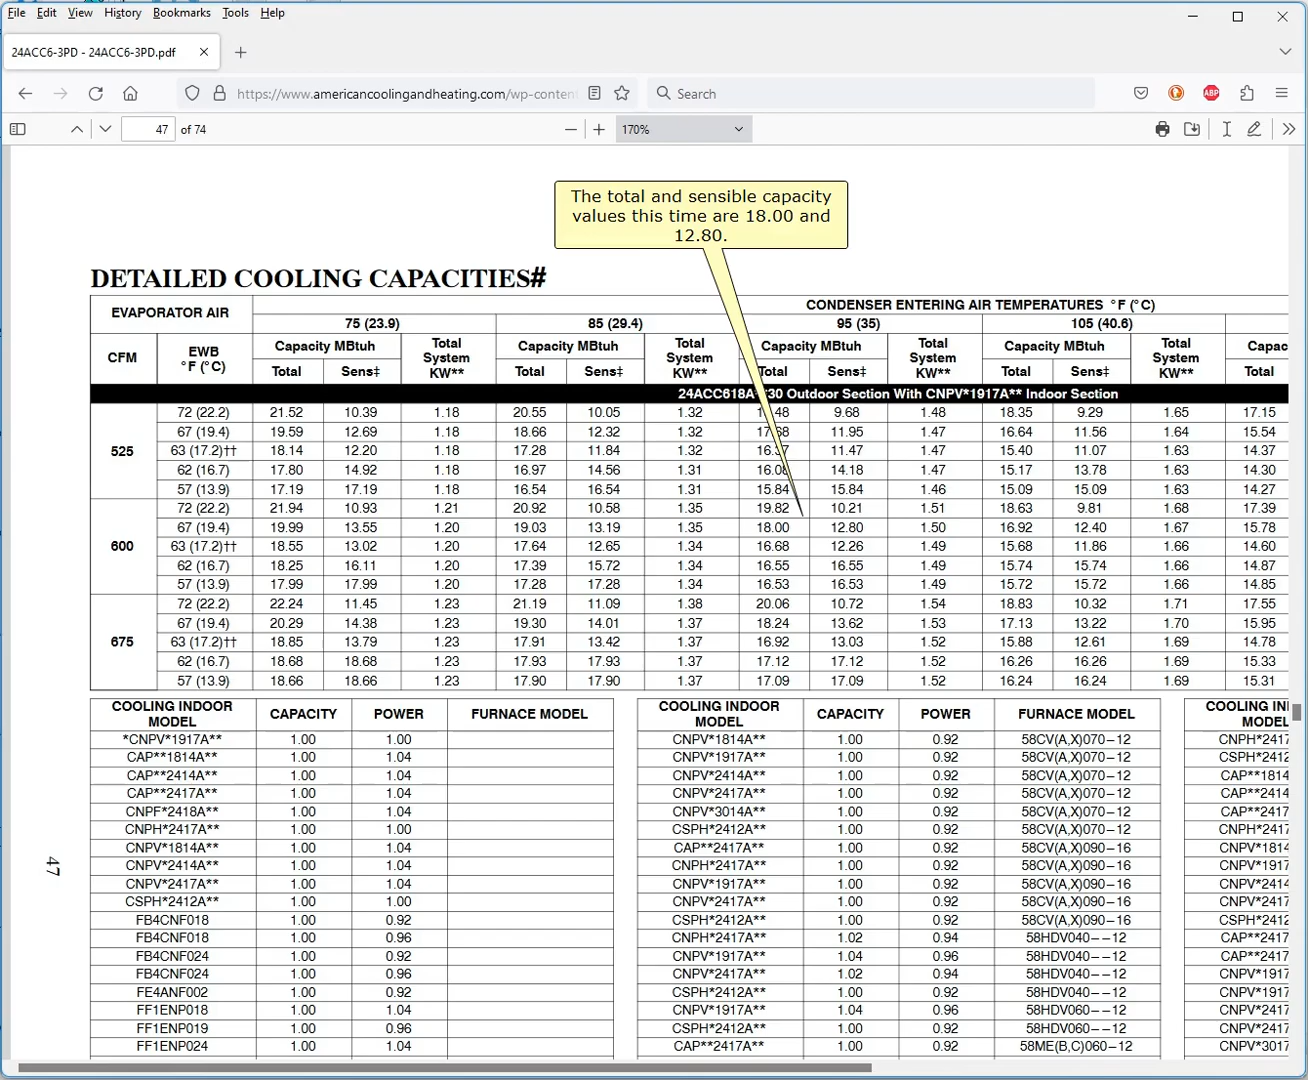 File Edit View History Bookmarks Tools Help
24ACC6-3PD - 24ACC6-3PD.pdf
https://www.americancoolingandheating.com/wp-conten
Search
ABP
47 of 74
170%
The total and sensible capacity
values this time are 18.00 and
12.80.
DETAILED COOLING CAPACITIES#
EVAPORATOR AIR CONDENSER ENTERING AIR TEMPERATURES °F (°C)
75 (23.9) 85 (29.4) 95 (35) 105 (40.6)
CFM EWB °F (°C) Capacity MBtuh Total System KW** Capacity MBtuh Total System KW** Capacity MBtuh Total System KW** Capacity MBtuh Total System KW** Capac
Total Sens‡ Total Sens‡ Total Sens‡ Total Sens‡ Total
24ACC618A 30 Outdoor Section With CNPV*1917A** Indoor Section
525
72 (22.2) 21.52 10.39 1.18 20.55 10.05 1.32 9.68 1.48 18.35 9.29 1.65 17.15
67 (19.4) 19.59 12.69 1.18 18.66 12.32 1.32 11.95 1.47 16.64 11.56 1.64 15.54
63 (17.2)†† 18.14 12.20 1.18 17.28 11.84 1.32 11.47 1.47 15.40 11.07 1.63 14.37
62 (16.7) 17.80 14.92 1.18 16.97 14.56 1.31 14.18 1.47 15.17 13.78 1.63 14.30
57 (13.9) 17.19 17.19 1.18 16.54 16.54 1.31 15.84 15.84 1.46 15.09 15.09 1.63 14.27
600
72 (22.2) 21.94 10.93 1.21 20.92 10.58 1.35 19.82 10.21 1.51 18.63 9.81 1.68 17.39
67 (19.4) 19.99 13.55 1.20 19.03 13.19 1.35 18.00 12.80 1.50 16.92 12.40 1.67 15.78
63 (17.2)†† 18.55 13.02 1.20 17.64 12.65 1.34 16.68 12.26 1.49 15.68 11.86 1.66 14.60
62 (16.7) 18.25 16.11 1.20 17.39 15.72 1.34 16.55 16.55 1.49 15.74 15.74 1.66 14.87
57 (13.9) 17.99 17.99 1.20 17.28 17.28 1.34 16.53 16.53 1.49 15.72 15.72 1.66 14.85
675
72 (22.2) 22.24 11.45 1.23 21.19 11.09 1.38 20.06 10.72 1.54 18.83 10.32 1.71 17.55
67 (19.4) 20.29 14.38 1.23 19.30 14.01 1.37 18.24 13.62 1.53 17.13 13.22 1.70 15.95
63 (17.2)†† 18.85 13.79 1.23 17.91 13.42 1.37 16.92 13.03 1.52 15.88 12.61 1.69 14.78
62 (16.7) 18.68 18.68 1.23 17.93 17.93 1.37 17.12 17.12 1.52 16.26 16.26 1.69 15.33
57 (13.9) 18.66 18.66 1.23 17.90 17.90 1.37 17.09 17.09 1.52 16.24 16.24 1.69 15.31
COOLING INDOOR MODEL CAPACITY POWER FURNACE MODEL COOLING INDOOR MODEL CAPACITY POWER FURNACE MODEL COOLING IN MODEL
*CNPV*1917A** 1.00 1.00 CNPV*1814A** 1.00 0.92 58CV(A,X)070−12 CNPH*2417
CAP**1814A** 1.00 1.04 CNPV*1917A** 1.00 0.92 58CV(A,X)070−12 CSPH*2412
CAP**2414A** 1.00 1.04 CNPV*2414A** 1.00 0.92 58CV(A,X)070−12 CAP**1814
CAP**2417A** 1.00 1.04 CNPV*2417A** 1.00 0.92 58CV(A,X)070−12 CAP**2414
CNPF*2418A** 1.00 1.04 CNPV*3014A** 1.00 0.92 58CV(A,X)070−12 CAP**2417
CNPH*2417A** 1.00 1.00 CSPH*2412A** 1.00 0.92 58CV(A,X)070−12 CNPH*2417
CNPV*1814A** 1.00 1.04 CAP**2417A** 1.00 0.92 58CV(A,X)090−16 CNPV*1814
CNPV*2414A** 1.00 1.04 CNPH*2417A** 1.00 0.92 58CV(A,X)090−16 CNPV*1917
CNPV*2417A** 1.00 1.04 CNPV*1917A** 1.00 0.92 58CV(A,X)090−16 CNPV*2414
CSPH*2412A** 1.00 1.00 CNPV*2417A** 1.00 0.92 58CV(A,X)090−16 CNPV*2417
FB4CNF018 1.00 0.92 CSPH*2412A** 1.00 0.92 58CV(A,X)090−16 CSPH*2412
FB4CNF018 1.00 0.96 CNPH*2417A** 1.02 0.94 58HDV040−−12 CAP**2417
FB4CNF024 1.00 0.92 CNPV*1917A** 1.04 0.96 58HDV040−−12 CAP**2417
FB4CNF024 1.00 0.96 CNPV*2417A** 1.02 0.94 58HDV040−−12 CNPV*1917
FE4ANF002 1.00 0.92 CSPH*2412A** 1.00 0.92 58HDV040−−12 CNPV*1917
FF1ENP018 1.00 1.04 CNPV*1917A** 1.04 0.96 58HDV060−−12 CNPV*2417
FF1ENP019 1.00 0.96 CSPH*2412A** 1.00 0.92 58HDV060−−12 CNPV*2417
FF1ENP024 1.00 1.04 CAP**2417A** 1.00 0.92 58ME(B,C)060−12 CNPV*3017
47